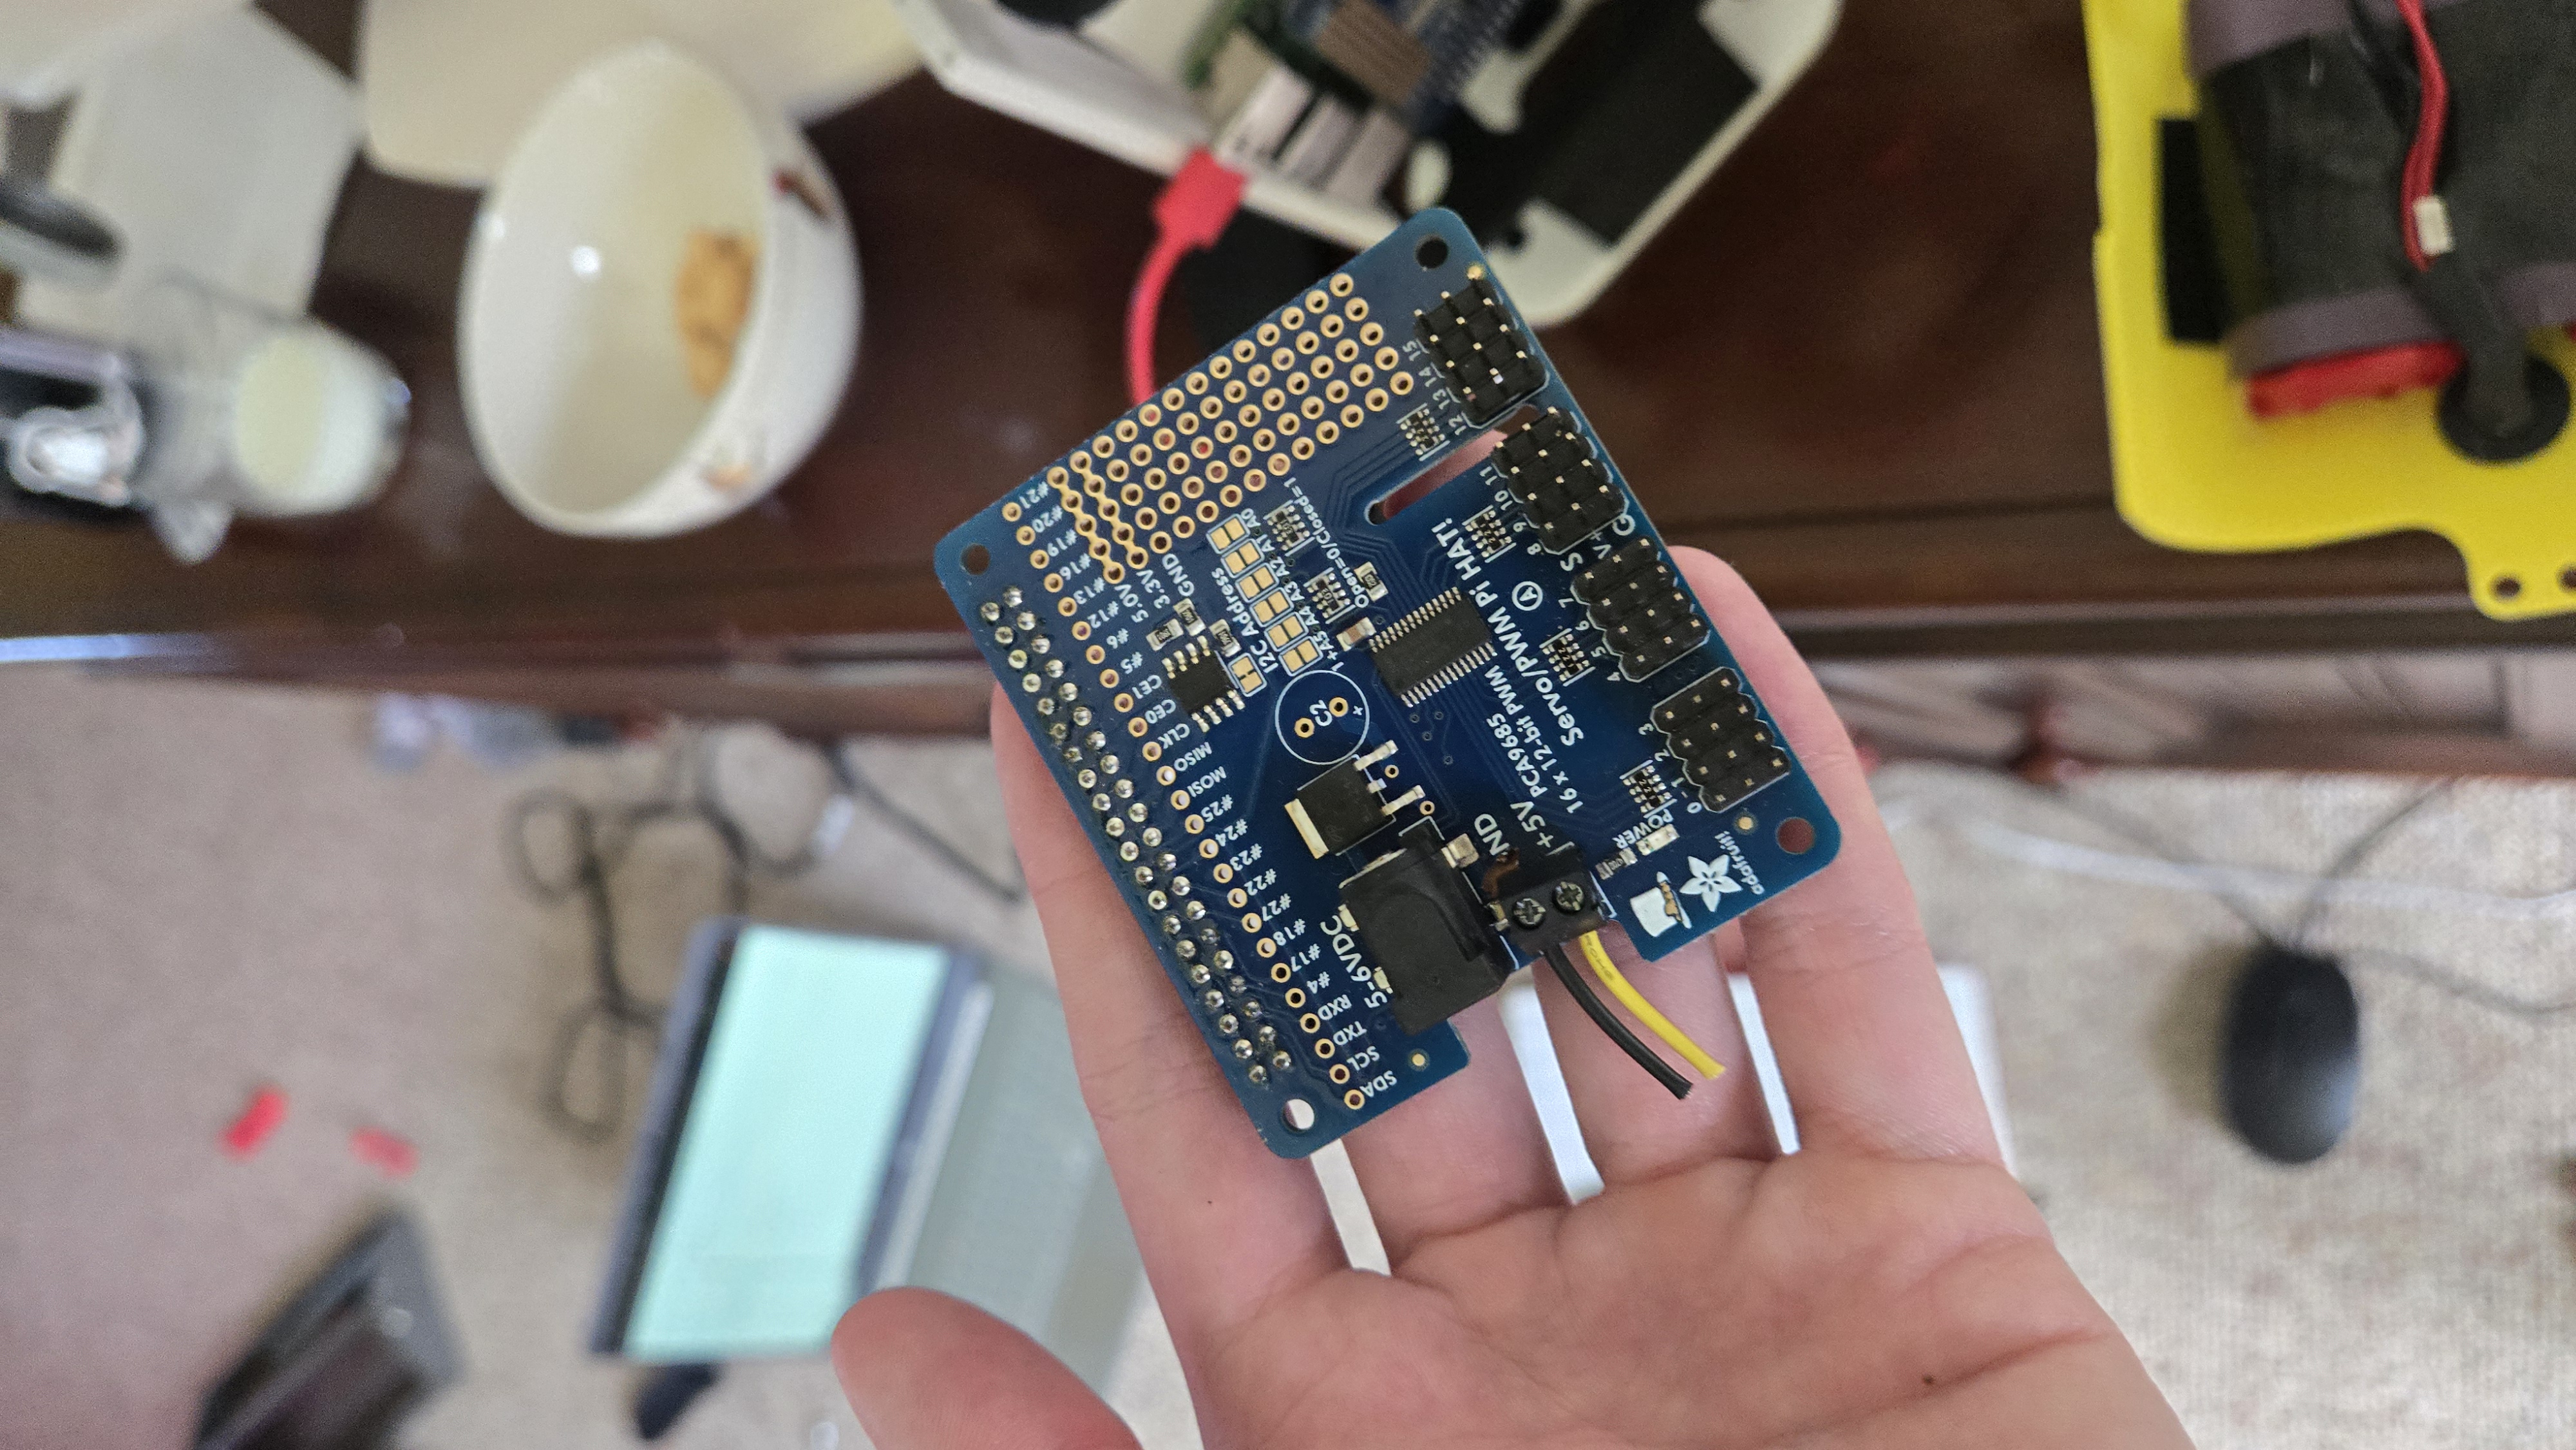 SDA
SCL
TXD
RXD
#4
#17
#18
#27
#22
#23
#24
#25
MOSI
MISO
CLK
CE0
CE1
#5
#6
#12
#13
#16
#19
#20
#21
5.0V
3.3V
GND
5-6VDC
C2
+
I2C Address
1 +A5 A4 A3 A2 A1 A0
Open=0/Closed=1
ND
+5V
PCA9685
16 x 12-bit PWM
Servo/PWM Pi HAT!
A
POWER
0 1 2 3
4 5 6 7
8 9 10 11
12 13 14 15
S
V+
G
adafruit!